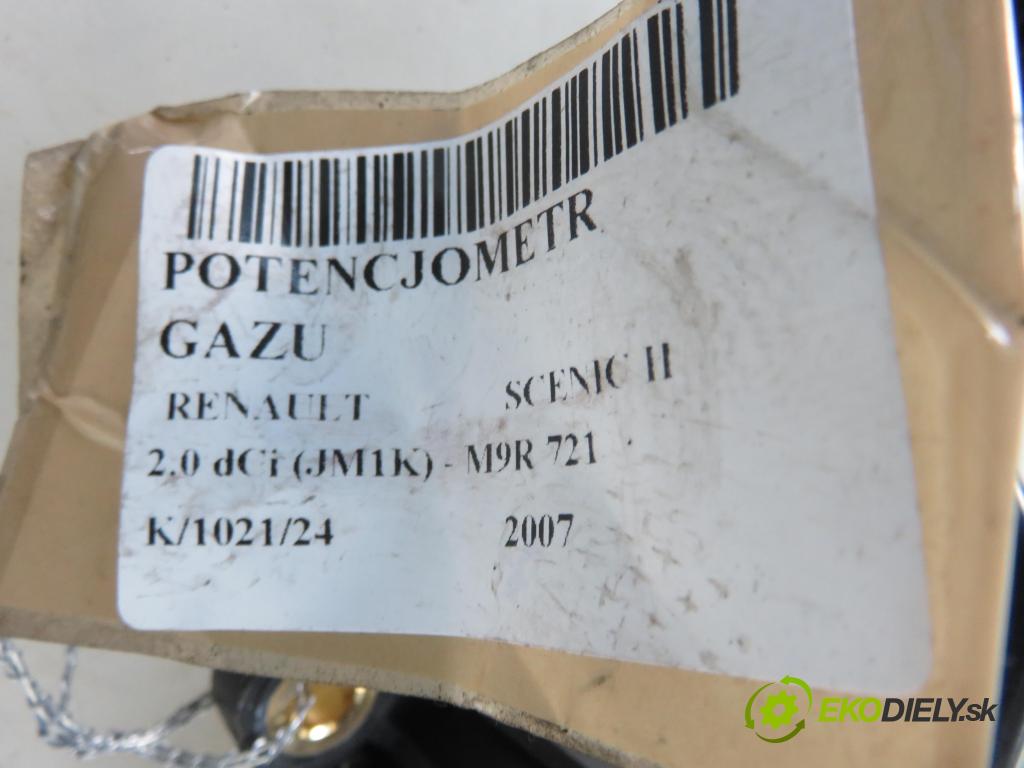 POTENCJOMETR
GAZU
RENAULT SCENIC II
2.0 dCi (JM1K) - M9R 721
K/1021/24 2007
EKODIELY.sk